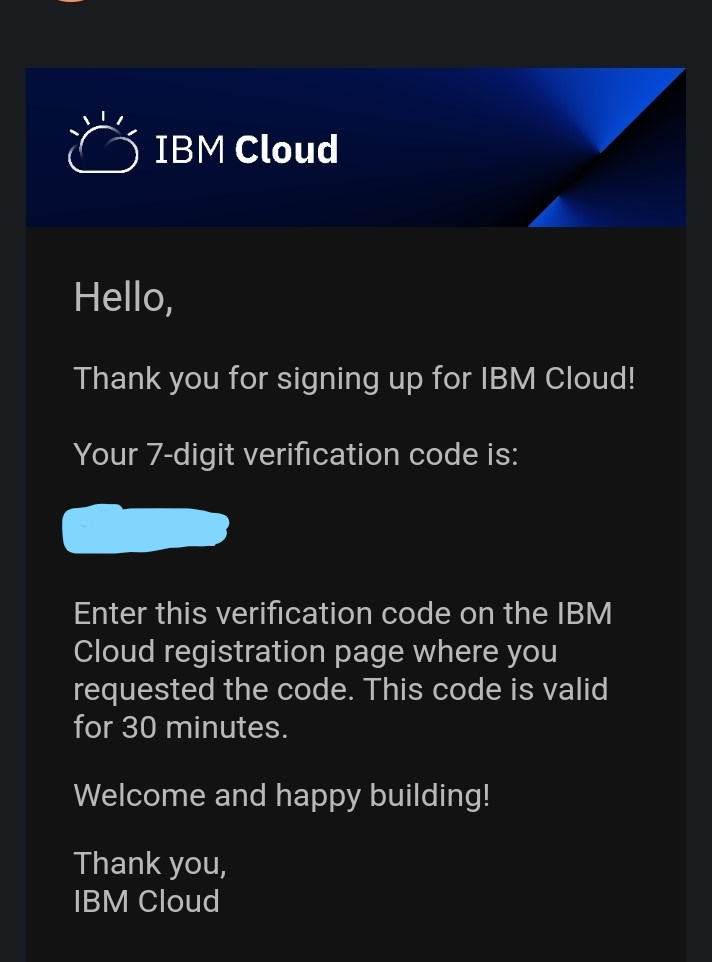 IBM Cloud
Hello,
Thank you for signing up for IBM Cloud!
Your 7-digit verification code is:
Enter this verification code on the IBM
Cloud registration page where you
requested the code. This code is valid
for 30 minutes.
Welcome and happy building!
Thank you,
IBM Cloud